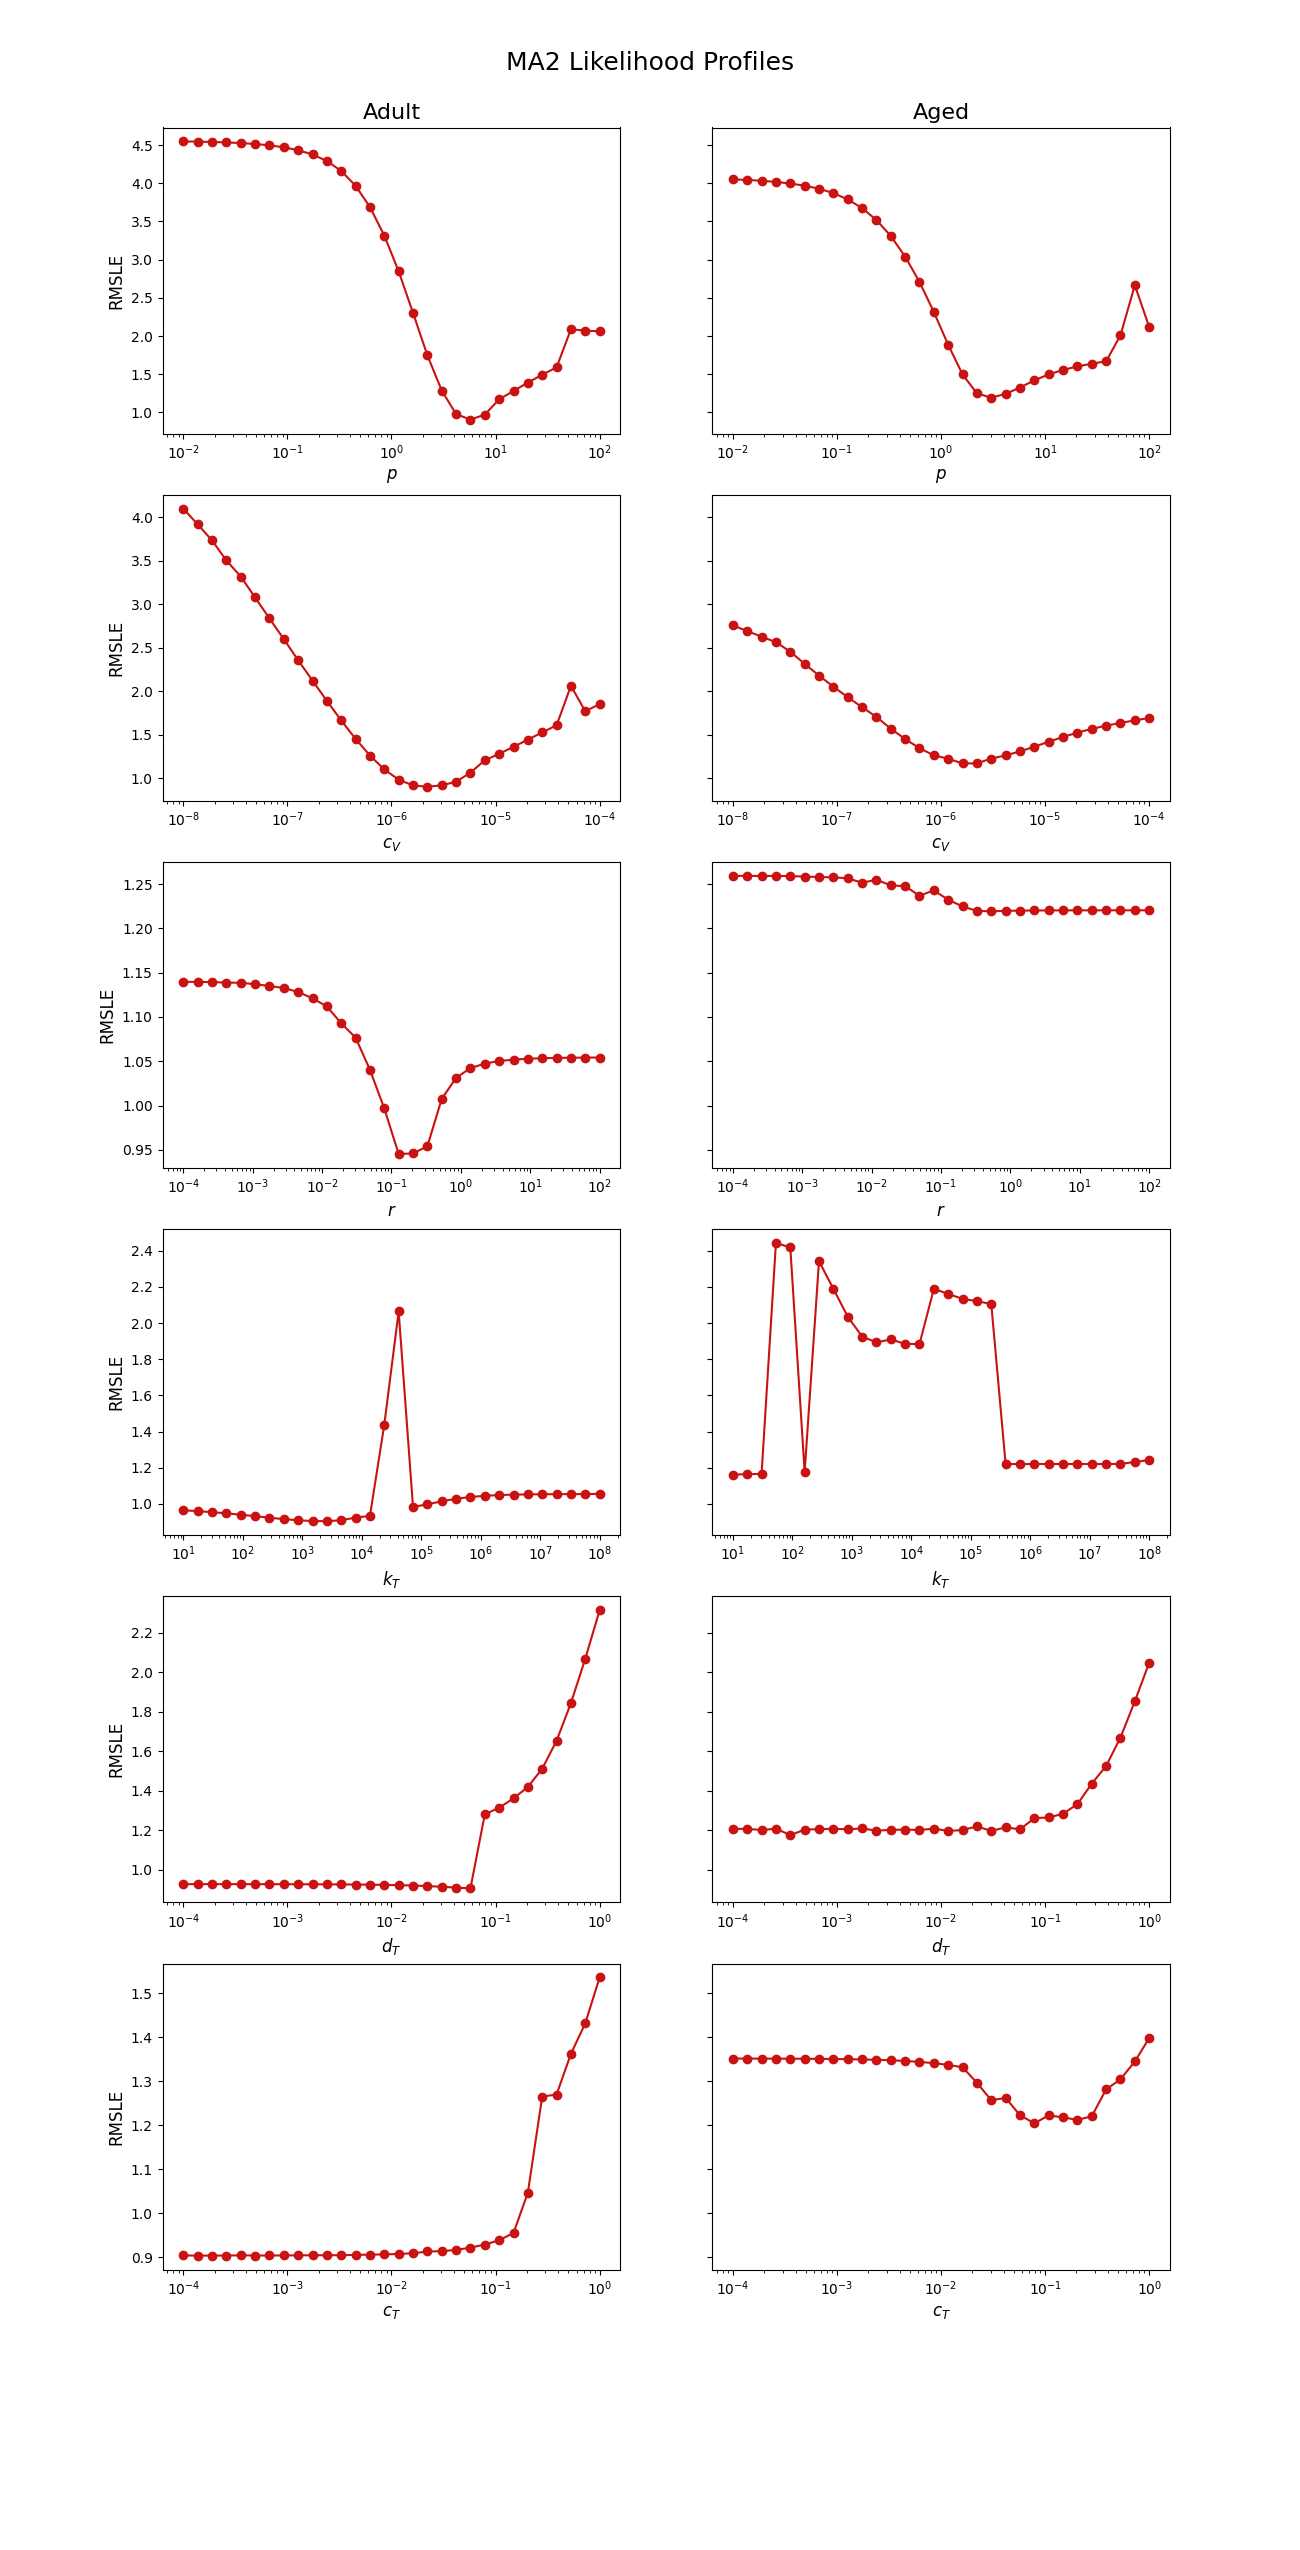 MA2 Likelihood Profiles
Adult
Aged
RMSLE
4.5
4.0
3.5
3.0
2.5
2.0
1.5
1.0
10⁻² 10⁻¹ 10⁰ 10¹ 10²
p
10⁻² 10⁻¹ 10⁰ 10¹ 10²
p
RMSLE
4.0
3.5
3.0
2.5
2.0
1.5
1.0
10⁻⁸ 10⁻⁷ 10⁻⁶ 10⁻⁵ 10⁻⁴
c_V
10⁻⁸ 10⁻⁷ 10⁻⁶ 10⁻⁵ 10⁻⁴
c_V
RMSLE
1.25
1.20
1.15
1.10
1.05
1.00
0.95
10⁻⁴ 10⁻³ 10⁻² 10⁻¹ 10⁰ 10¹ 10²
r
10⁻⁴ 10⁻³ 10⁻² 10⁻¹ 10⁰ 10¹ 10²
r
RMSLE
2.4
2.2
2.0
1.8
1.6
1.4
1.2
1.0
10¹ 10² 10³ 10⁴ 10⁵ 10⁶ 10⁷ 10⁸
k_T
10¹ 10² 10³ 10⁴ 10⁵ 10⁶ 10⁷ 10⁸
k_T
RMSLE
2.2
2.0
1.8
1.6
1.4
1.2
1.0
10⁻⁴ 10⁻³ 10⁻² 10⁻¹ 10⁰
d_T
10⁻⁴ 10⁻³ 10⁻² 10⁻¹ 10⁰
d_T
RMSLE
1.5
1.4
1.3
1.2
1.1
1.0
0.9
10⁻⁴ 10⁻³ 10⁻² 10⁻¹ 10⁰
c_T
10⁻⁴ 10⁻³ 10⁻² 10⁻¹ 10⁰
c_T